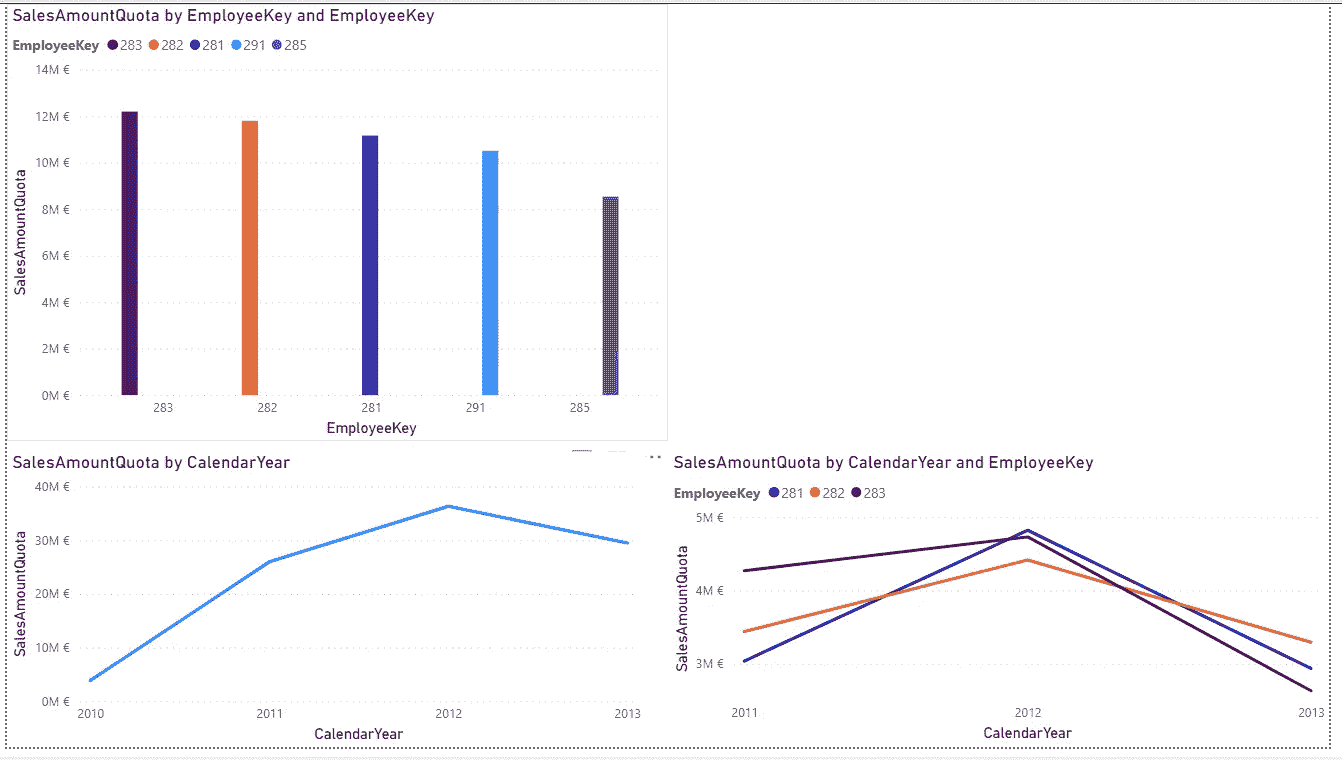 SalesAmountQuota by EmployeeKey and EmployeeKey
EmployeeKey 283 282 281 291 285
14M €
12M €
10M €
8M €
6M €
4M €
2M €
0M €
SalesAmountQuota
283 282 281 291 285
EmployeeKey
SalesAmountQuota by CalendarYear
40M €
30M €
20M €
10M €
0M €
SalesAmountQuota
2010 2011 2012 2013
CalendarYear
SalesAmountQuota by CalendarYear and EmployeeKey
EmployeeKey 281 282 283
5M €
4M €
3M €
SalesAmountQuota
2011 2012 2013
CalendarYear